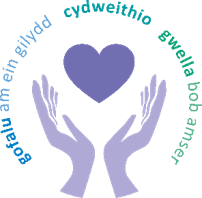 gofalu am ein gilydd
cydweithio
gwella bob amser